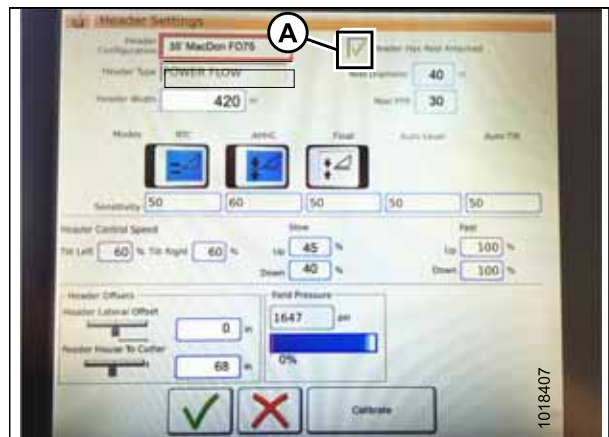 Header Settings
A
Header Configuration 35' MacDon FD75
Header Has Reel Attached
Header Type POWER FLOW
Reel Diameter 40 in
Header Width 420 in
Reel PPR 30
Modes RTC AHHC Float Auto Level Auto Tilt
Sensitivity 50 60 50 50 50
Header Control Speed
Slow
Fast
Tilt Left 60 % Tilt Right 60 % Up 45 % Up 100 %
Down 40 % Down 100 %
Header Offsets
Header Lateral Offset
0 in
Feeder House To Cutter
68 in
Field Pressure
1647 psi
0%
Calibrate
1018407